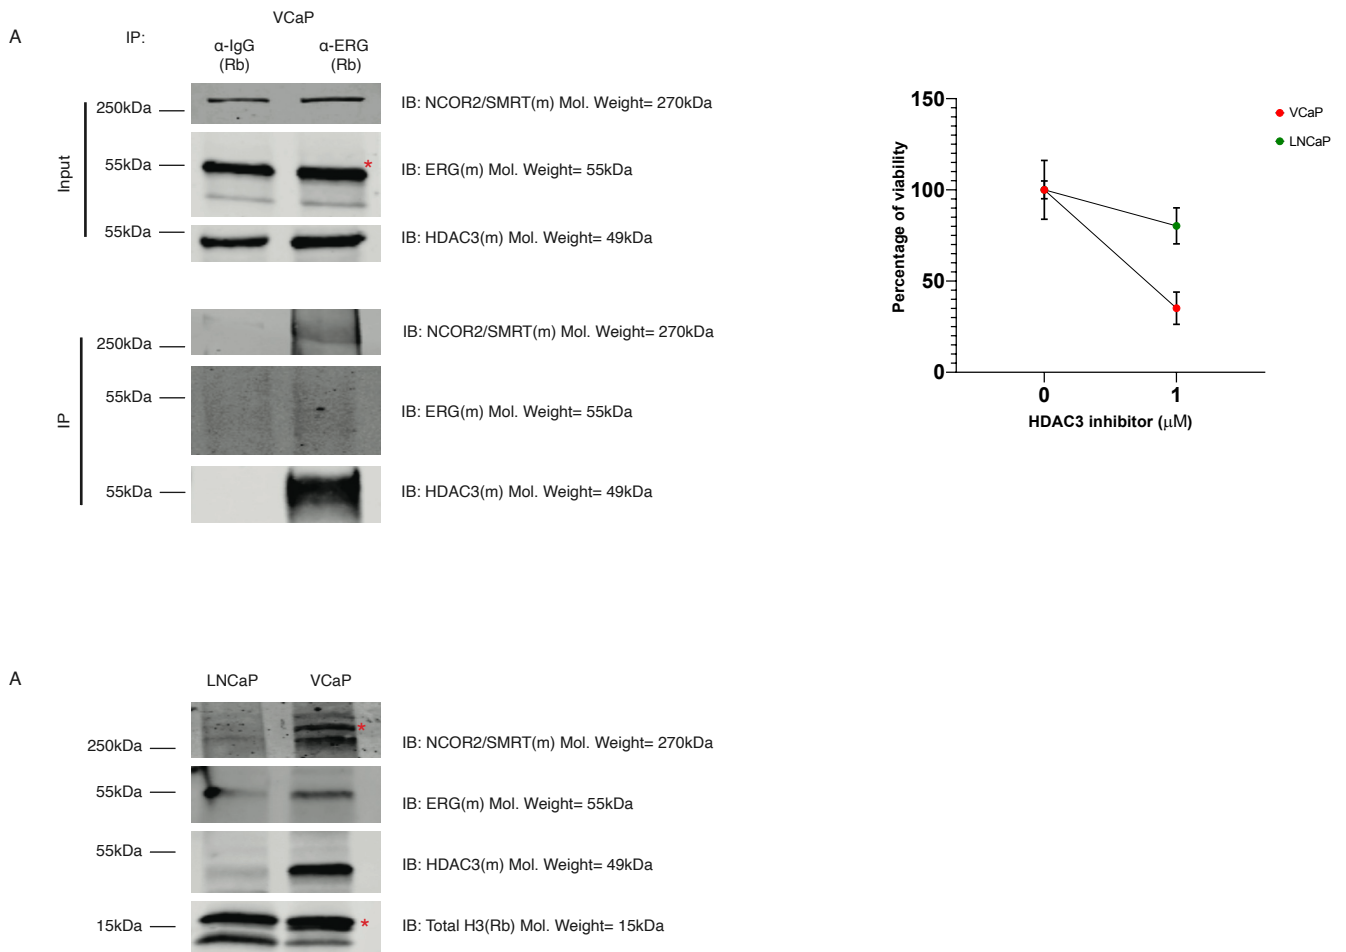 A
VCaP
IP:
α-IgG
(Rb)
α-ERG
(Rb)
Input
250kDa
IB: NCOR2/SMRT(m) Mol. Weight= 270kDa
55kDa
*
IB: ERG(m) Mol. Weight= 55kDa
55kDa
IB: HDAC3(m) Mol. Weight= 49kDa
IP
250kDa
IB: NCOR2/SMRT(m) Mol. Weight= 270kDa
55kDa
IB: ERG(m) Mol. Weight= 55kDa
55kDa
IB: HDAC3(m) Mol. Weight= 49kDa
Percentage of viability
150
100
50
0
0
1
HDAC3 inhibitor (μM)
VCaP
LNCaP
A
LNCaP
VCaP
250kDa
*
IB: NCOR2/SMRT(m) Mol. Weight= 270kDa
55kDa
IB: ERG(m) Mol. Weight= 55kDa
55kDa
IB: HDAC3(m) Mol. Weight= 49kDa
15kDa
*
IB: Total H3(Rb) Mol. Weight= 15kDa